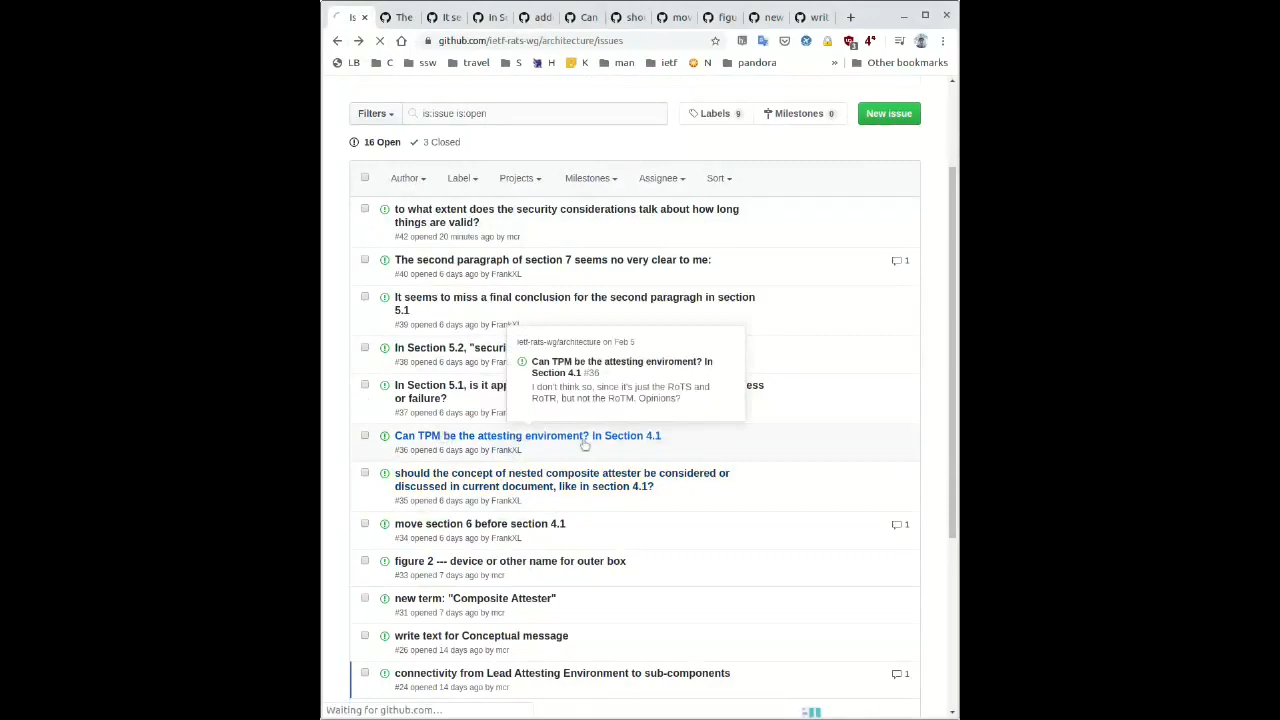 Is
The
It se
In S
add
Can
sho
mov
figu
new
writ
github.com/ietf-rats-wg/architecture/issues
LB
C
ssw
travel
S
H
K
man
ietf
N
pandora
»
Other bookmarks
Filters
is:issue is:open
Labels 9
Milestones 0
New issue
16 Open
3 Closed
Author
Label
Projects
Milestones
Assignee
Sort
to what extent does the security considerations talk about how long
things are valid?
#42 opened 20 minutes ago by mcr
The second paragraph of section 7 seems no very clear to me:
1
#40 opened 6 days ago by FrankXL
It seems to miss a final conclusion for the second paragragh in section
5.1
#39 opened 6 days ago by FrankXL
ietf-rats-wg/architecture on Feb 5
Can TPM be the attesting enviroment? In
Section 4.1 #36
I don't think so, since it's just the RoTS and
RoTR, but not the RoTM. Opinions?
In Section 5.2, "securi
#38 opened 6 days ago by Frank
In Section 5.1, is it app
ess
or failure?
#37 opened 6 days ago by Frank
Can TPM be the attesting enviroment? In Section 4.1
#36 opened 6 days ago by FrankXL
should the concept of nested composite attester be considered or
discussed in current document, like in section 4.1?
#35 opened 6 days ago by FrankXL
move section 6 before section 4.1
1
#34 opened 6 days ago by FrankXL
figure 2 --- device or other name for outer box
#33 opened 7 days ago by mcr
new term: "Composite Attester"
#31 opened 7 days ago by mcr
write text for Conceptual message
#26 opened 14 days ago by mcr
connectivity from Lead Attesting Environment to sub-components
1
#24 opened 14 days ago by mcr
Waiting for github.com...